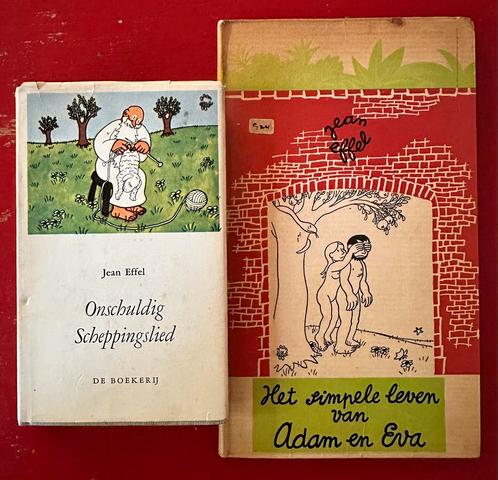 Jean Effel
Onschuldig
Scheppingslied
DE BOEKERIJ
jean
effel
Het simpele leven
van
Adam en Eva